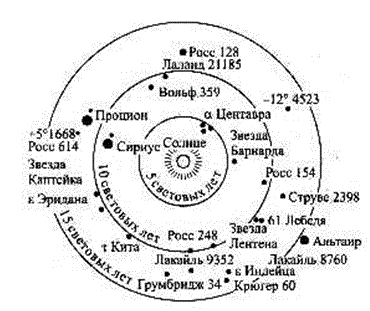 Росс 128
Лаланд 21185
Вольф 359
α Центавра
–12° 4523
Процион
+5°1668
Росс 614
Сириус
Солнце
Звезда
Барнарда
Звезда
Каптейка
Росс 154
ε Эридана
5 световых лет
10 световых лет
15 световых лет
Струве 2398
61 Лебедя
Звезда
Лейтена
Альтаир
τ Кита
Росс 248
Лакайль 9352
Лакайль 8760
ε Индейца
Грумбридж 34
Крюгер 60